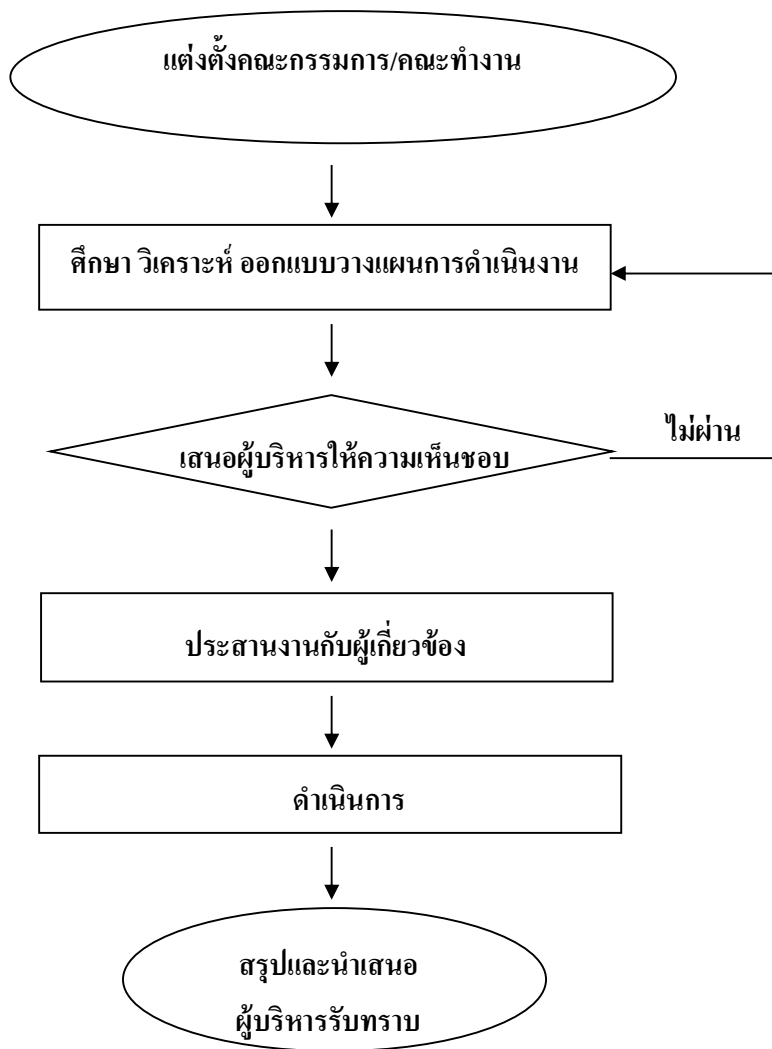 แต่งตั้งคณะกรรมการ/คณะทำงาน
ศึกษา วิเคราะห์ ออกแบบวางแผนการดำเนินงาน
ไม่ผ่าน
เสนอผู้บริหารให้ความเห็นชอบ
ประสานงานกับผู้เกี่ยวข้อง
ดำเนินการ
สรุปและนำเสนอ
ผู้บริหารรับทราบ